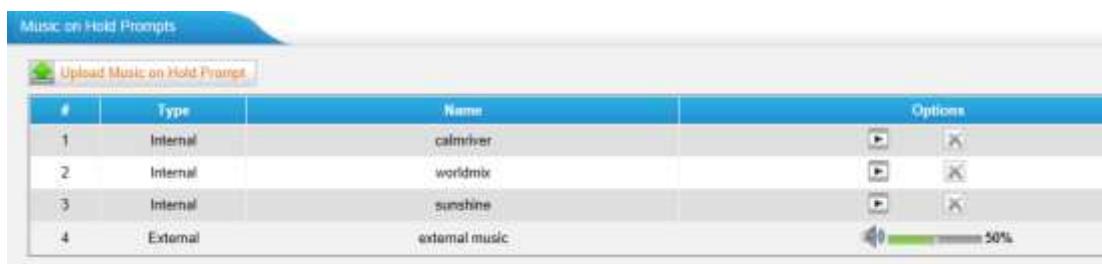 Music on Hold Prompts
Upload Music on Hold Prompt
# Type Name Options
1 Internal calmriver
2 Internal worldmix
3 Internal sunshine
4 External external music 50%